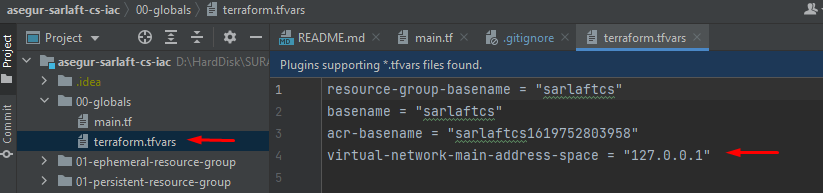 asegur-sarlaft-cs-iac
00-globals
terraform.tfvars
Project
Commit
Project
README.md
main.tf
.gitignore
terraform.tfvars
asegur-sarlaft-cs-iac D:\HardDisk\SURA
.idea
00-globals
main.tf
terraform.tfvars
01-ephemeral-resource-group
01-persistent-resource-group
Plugins supporting *.tfvars files found.
1 resource-group-basename = "sarlaftcs"
2 basename = "sarlaftcs"
3 acr-basename = "sarlaftcs1619752803958"
4 virtual-network-main-address-space = "127.0.0.1"